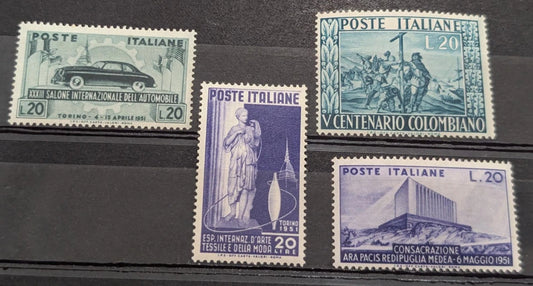 POSTE ITALIANE
XXXIII SALONE INTERNAZIONALE DELL'AUTOMOBILE
L.20 L.20
TORINO - 4 - 15 APRILE 1951
POSTE ITALIANE
L.20
V CENTENARIO COLOMBIANO
POSTE ITALIANE
TORINO
1951
ESP. INTERNAZ. D'ARTE
TESSILE E DELLA MODA
20
LIRE
POSTE ITALIANE
L.20
CONSACRAZIONE
ARA PACIS REDIPUGLIA MEDEA-6 MAGGIO 1951